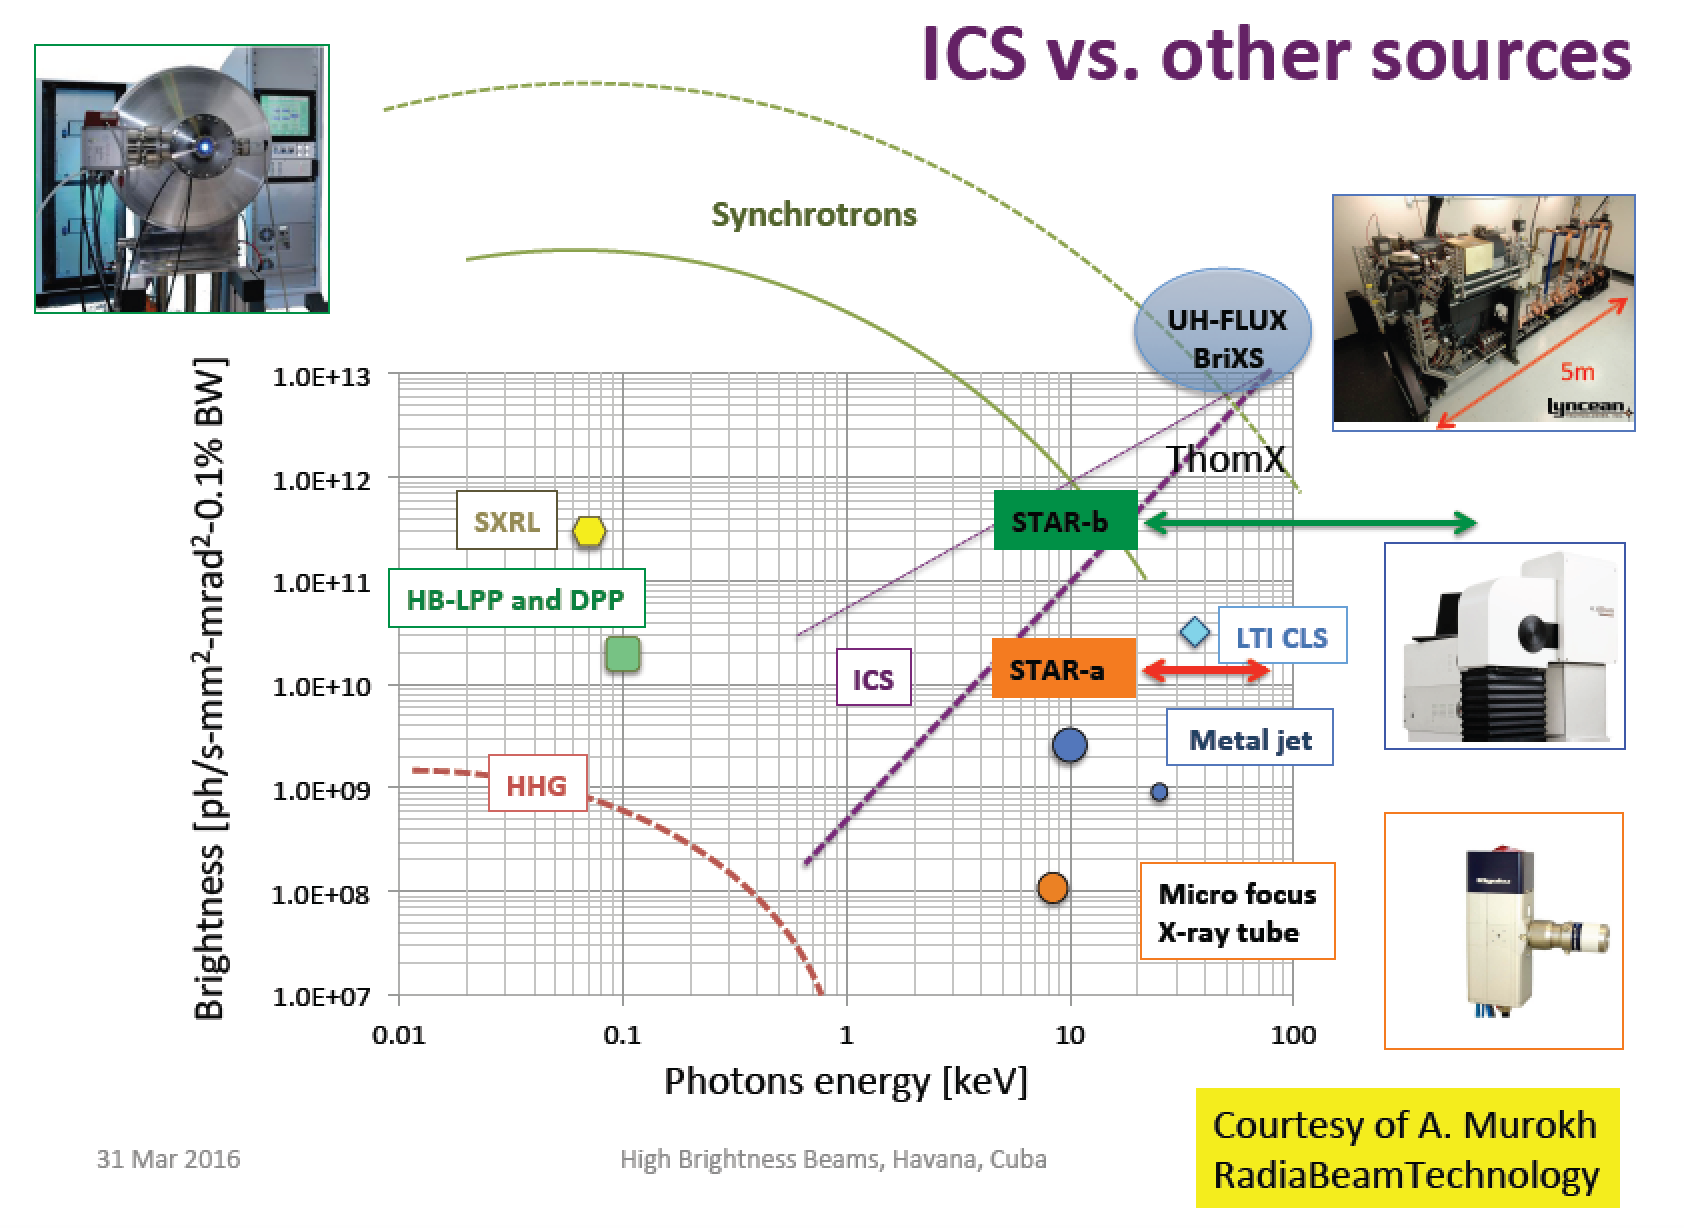 ICS vs. other sources
Synchrotrons
UH-FLUX
BriXS
5m
lyncean
Brightness [ph/s-mm²-mrad²-0.1% BW]
1.0E+13
1.0E+12
1.0E+11
1.0E+10
1.0E+09
1.0E+08
1.0E+07
ThomX
SXRL
STAR-b
HB-LPP and DPP
LTI CLS
STAR-a
ICS
Metal jet
HHG
Micro focus
X-ray tube
Rigaku
0.01 0.1 1 10 100
Photons energy [keV]
Courtesy of A. Murokh
RadiaBeamTechnology
31 Mar 2016
High Brightness Beams, Havana, Cuba